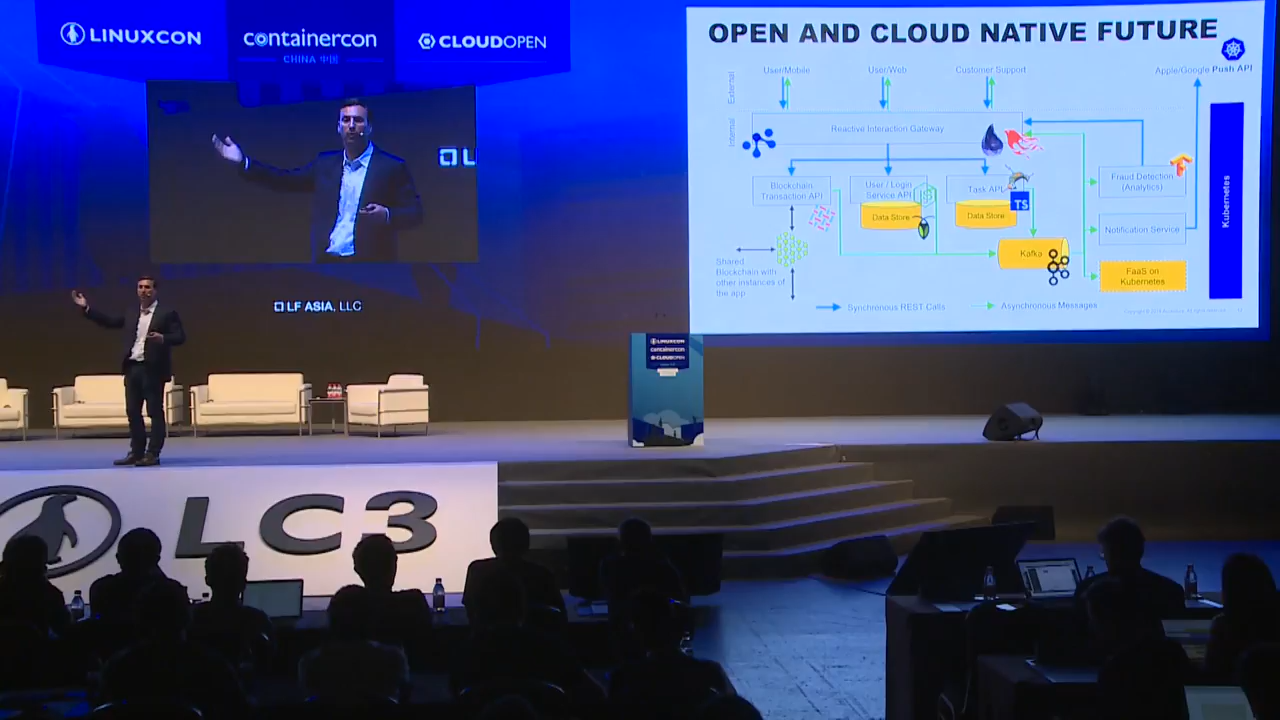 LINUXCON
containercon
CHINA 中国
CLOUDOPEN
LF ASIA, LLC
OPEN AND CLOUD NATIVE FUTURE
User/Mobile
User/Web
Customer Support
Apple/Google Push API
External
Internal
Reactive Interaction Gateway
Blockchain
Transaction API
User / Login
Service API
Data Store
Task API
TS
Data Store
Fraud Detection
(Analytics)
Notification Service
Kafka
FaaS on
Kubernetes
Kubernetes
Shared
Blockchain with
other instances of
the app
Synchronous REST Calls
Asynchronous Messages
LINUXCON
containercon
CLOUDOPEN
LC3